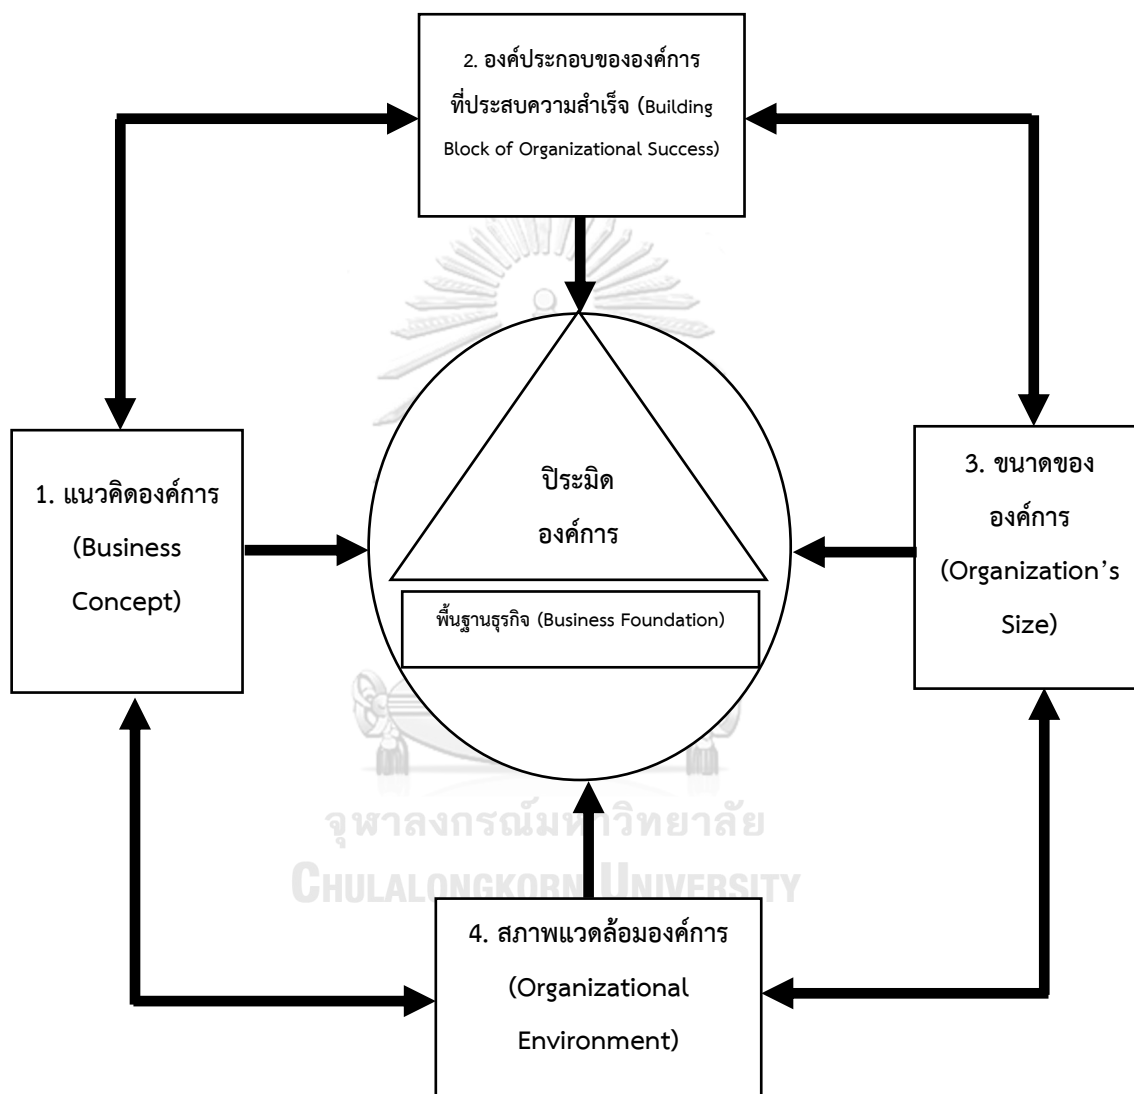 2. องค์ประกอบขององค์การ
ที่ประสบความสำเร็จ (Building
Block of Organizational Success)
1. แนวคิดองค์การ
(Business
Concept)
ปิระมิด
องค์การ
พื้นฐานธุรกิจ (Business Foundation)
3. ขนาดของ
องค์การ
(Organization’s
Size)
จุฬาลงกรณ์มหาวิทยาลัย
CHULALONGKORN UNIVERSITY
4. สภาพแวดล้อมองค์การ
(Organizational
Environment)